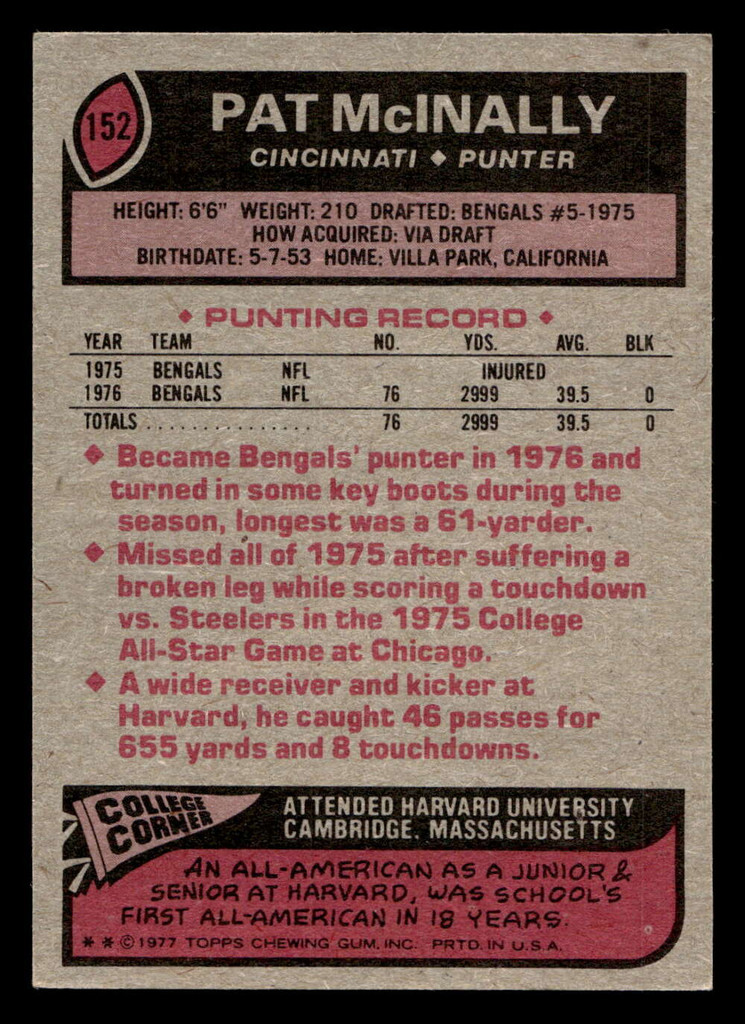 152
PAT McINALLY
CINCINNATI ♦ PUNTER
HEIGHT: 6'6" WEIGHT: 210 DRAFTED: BENGALS #5-1975
HOW ACQUIRED: VIA DRAFT
BIRTHDATE: 5-7-53 HOME: VILLA PARK, CALIFORNIA
♦ PUNTING RECORD ♦
YEAR TEAM NO. YDS. AVG. BLK
1975 BENGALS NFL INJURED
1976 BENGALS NFL 76 2999 39.5 0
TOTALS . . . . . . . . . . . . . . . 76 2999 39.5 0
♦ Became Bengals' punter in 1976 and
turned in some key boots during the
season, longest was a 61-yarder.
♦ Missed all of 1975 after suffering a
broken leg while scoring a touchdown
vs. Steelers in the 1975 College
All-Star Game at Chicago.
♦ A wide receiver and kicker at
Harvard, he caught 46 passes for
655 yards and 8 touchdowns.
COLLEGE
CORNER
ATTENDED HARVARD UNIVERSITY
CAMBRIDGE, MASSACHUSETTS
AN ALL-AMERICAN AS A JUNIOR &
SENIOR AT HARVARD, WAS SCHOOL'S
FIRST ALL-AMERICAN IN 18 YEARS.
* * © 1977 TOPPS CHEWING GUM, INC. PRTD. IN U.S.A.